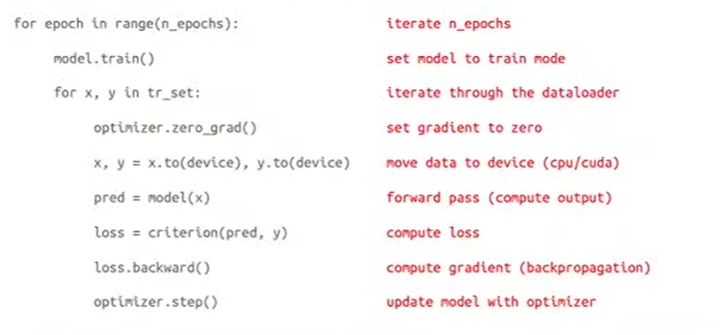 for epoch in range(n_epochs): iterate n_epochs
model.train() set model to train mode
for x, y in tr_set: iterate through the dataloader
optimizer.zero_grad() set gradient to zero
x, y = x.to(device), y.to(device) move data to device (cpu/cuda)
pred = model(x) forward pass (compute output)
loss = criterion(pred, y) compute loss
loss.backward() compute gradient (backpropagation)
optimizer.step() update model with optimizer